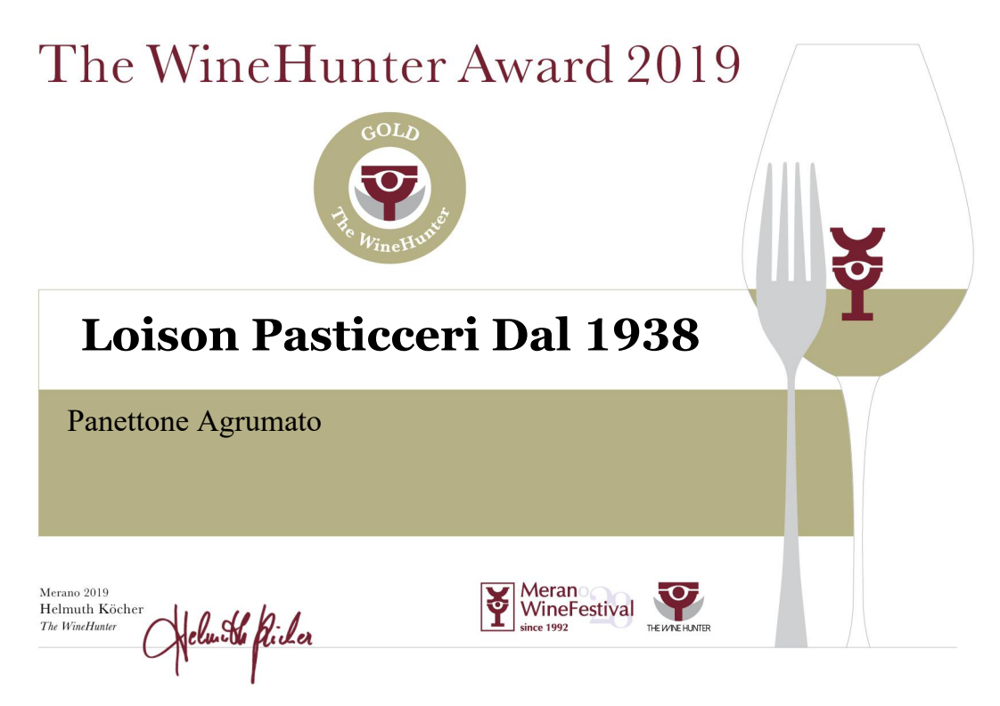 The WineHunter Award 2019
GOLD
The WineHunter
Loison Pasticceri Dal 1938
Panettone Agrumato
Merano 2019
Helmuth Köcher
The WineHunter
Helmuth Köcher
Merano
WineFestival
28
since 1992
THE WINE HUNTER